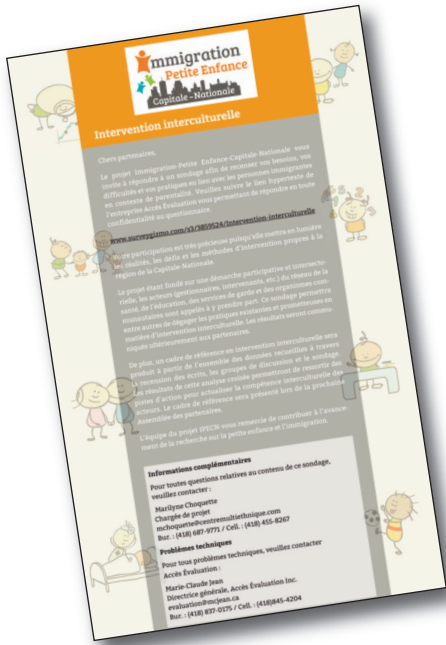 Immigration
Petite Enfance
Capitale-Nationale
Intervention interculturelle
Chers partenaires,
Le projet Immigration-Petite Enfance-Capitale-Nationale vous
invite à répondre à un sondage afin de recenser vos besoins, vos
difficultés et vos pratiques en lien avec les personnes immigrantes
en contexte de parentalité. Veuillez suivre le lien hypertexte de
l'entreprise Accès Évaluation vous permettant de répondre en toute
confidentialité au questionnaire.
www.surveygizmo.com/s3/3859524/Intervention-interculturelle
Votre participation est très précieuse puisqu'elle mettra en lumière
les réalités, les défis et les méthodes d'intervention propres à la
région de la Capitale-Nationale.
Le projet étant fondé sur une démarche participative et intersecto-
rielle, les acteurs (gestionnaires, intervenants, etc.) du réseau de la
santé, de l'éducation, des services de garde et des organismes com-
munautaires sont appelés à y prendre part. Ce sondage permettra
entre autres de dégager les pratiques existantes et prometteuses en
matière d'intervention interculturelle. Les résultats seront commu-
niqués ultérieurement aux partenaires.
De plus, un cadre de référence en intervention interculturelle sera
produit à partir de l'ensemble des données recueillies à travers
la recension des écrits, les groupes de discussion et le sondage.
Les résultats de cette analyse croisée permettront de ressortir des
pistes d'action pour actualiser la compétence interculturelle des
acteurs. Le cadre de référence sera présenté lors de la prochaine
Assemblée des partenaires.
L'équipe du projet IPECN vous remercie de contribuer à l'avance
ment de la recherche sur la petite enfance et l'immigration.
Informations complémentaires
Pour toutes questions relatives au contenu de ce sondage,
veuillez contacter :
Marilyne Choquette
Chargée de projet
mchoquette@centremultiethnique.com
Bur. : (418) 687-9771 / Cell. : (418) 455-8267
Problèmes techniques
Pour tous problèmes techniques, veuillez contacter
Accès Évaluation :
Marie-Claude Jean
Directrice générale, Accès Évaluation Inc.
evaluation@mcjean.ca
Bur. : (418) 837-0175 / Cell. : (418)845-4204